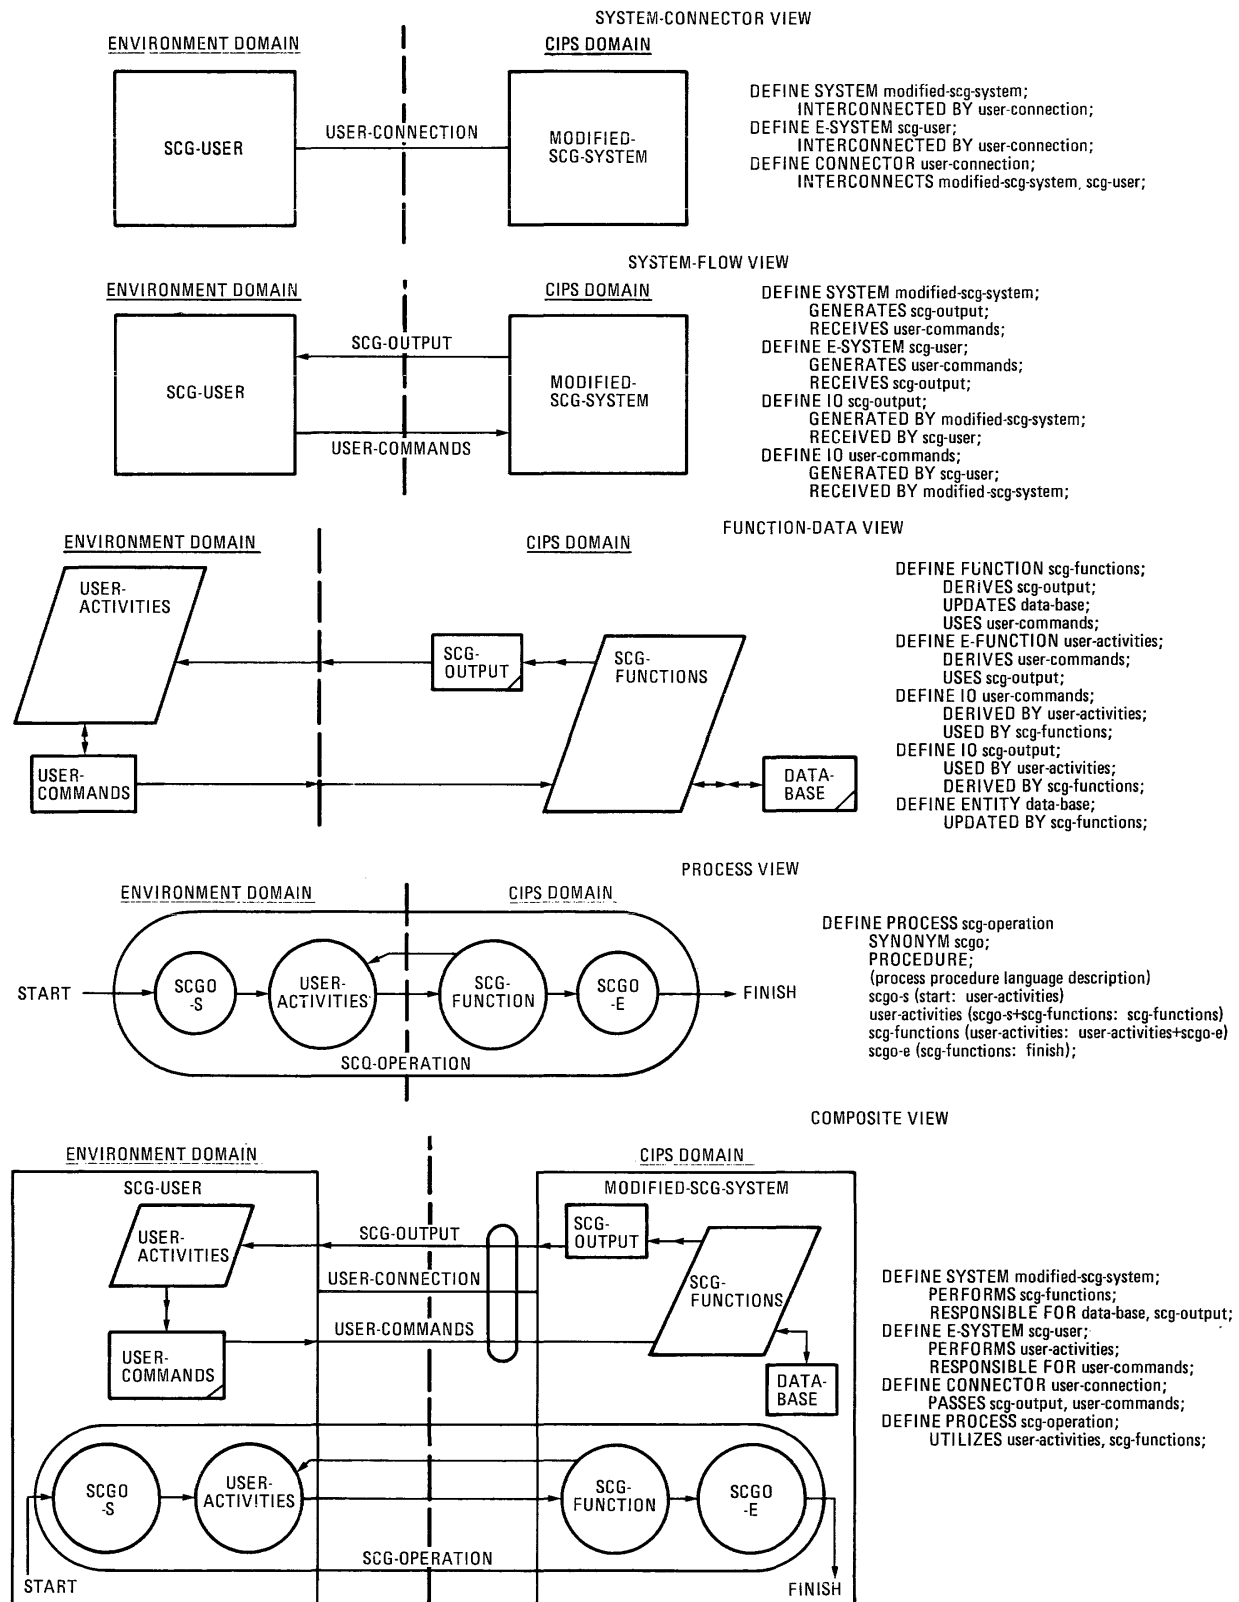 SYSTEM-CONNECTOR VIEW
ENVIRONMENT DOMAIN
CIPS DOMAIN
SCG-USER
USER-CONNECTION
MODIFIED-
SCG-SYSTEM
DEFINE SYSTEM modified-scg-system;
INTERCONNECTED BY user-connection;
DEFINE E-SYSTEM scg-user;
INTERCONNECTED BY user-connection;
DEFINE CONNECTOR user-connection;
INTERCONNECTS modified-scg-system, scg-user;
SYSTEM-FLOW VIEW
ENVIRONMENT DOMAIN
CIPS DOMAIN
SCG-USER
SCG-OUTPUT
USER-COMMANDS
MODIFIED-
SCG-SYSTEM
DEFINE SYSTEM modified-scg-system;
GENERATES scg-output;
RECEIVES user-commands;
DEFINE E-SYSTEM scg-user;
GENERATES user-commands;
RECEIVES scg-output;
DEFINE IO scg-output;
GENERATED BY modified-scg-system;
RECEIVED BY scg-user;
DEFINE IO user-commands;
GENERATED BY scg-user;
RECEIVED BY modified-scg-system;
FUNCTION-DATA VIEW
ENVIRONMENT DOMAIN
CIPS DOMAIN
USER-
ACTIVITIES
SCG-
OUTPUT
SCG-
FUNCTIONS
USER-
COMMANDS
DATA-
BASE
DEFINE FUNCTION scg-functions;
DERIVES scg-output;
UPDATES data-base;
USES user-commands;
DEFINE E-FUNCTION user-activities;
DERIVES user-commands;
USES scg-output;
DEFINE IO user-commands;
DERIVED BY user-activities;
USED BY scg-functions;
DEFINE IO scg-output;
USED BY user-activities;
DERIVED BY scg-functions;
DEFINE ENTITY data-base;
UPDATED BY scg-functions;
PROCESS VIEW
ENVIRONMENT DOMAIN
CIPS DOMAIN
START
SCGO
-S
USER-
ACTIVITIES
SCG-
FUNCTION
SCGO
-E
FINISH
SCQ-OPERATION
DEFINE PROCESS scg-operation
SYNONYM scgo;
PROCEDURE;
(process procedure language description)
scgo-s (start: user-activities)
user-activities (scgo-s+scg-functions: scg-functions)
scg-functions (user-activities: user-activities+scgo-e)
scgo-e (scg-functions: finish);
COMPOSITE VIEW
ENVIRONMENT DOMAIN
CIPS DOMAIN
SCG-USER
MODIFIED-SCG-SYSTEM
USER-
ACTIVITIES
SCG-OUTPUT
SCG-
OUTPUT
USER-CONNECTION
SCG-
FUNCTIONS
USER-COMMANDS
USER-
COMMANDS
DATA-
BASE
SCGO
-S
USER-
ACTIVITIES
SCG-
FUNCTION
SCGO
-E
SCG-OPERATION
START
FINISH
DEFINE SYSTEM modified-scg-system;
PERFORMS scg-functions;
RESPONSIBLE FOR data-base, scg-output;
DEFINE E-SYSTEM scg-user;
PERFORMS user-activities;
RESPONSIBLE FOR user-commands;
DEFINE CONNECTOR user-connection;
PASSES scg-output, user-commands;
DEFINE PROCESS scg-operation;
UTILIZES user-activities, scg-functions;